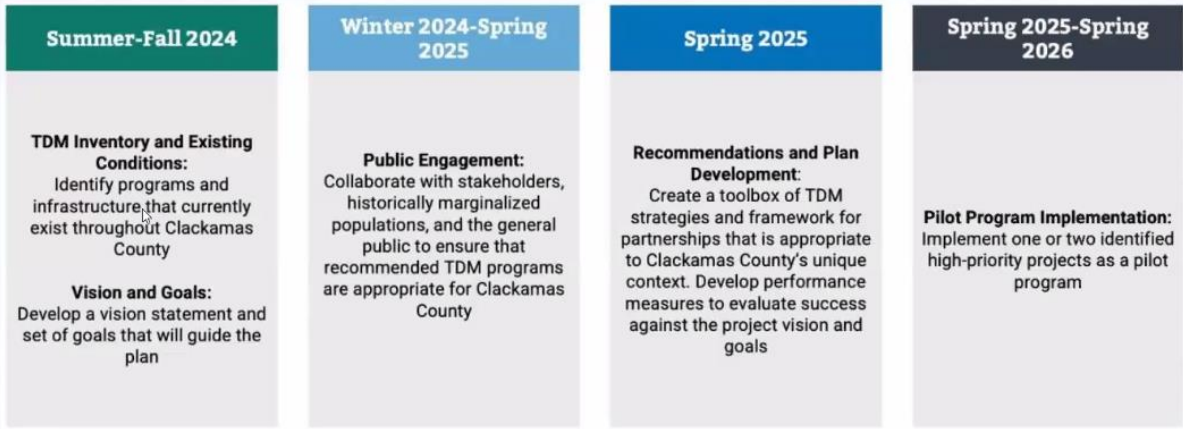 Summer-Fall 2024
TDM Inventory and Existing
Conditions:
Identify programs and
infrastructure that currently
exist throughout Clackamas
County
Vision and Goals:
Develop a vision statement and
set of goals that will guide the
plan
Winter 2024-Spring
2025
Public Engagement:
Collaborate with stakeholders,
historically marginalized
populations, and the general
public to ensure that
recommended TDM programs
are appropriate for Clackamas
County
Spring 2025
Recommendations and Plan
Development:
Create a toolbox of TDM
strategies and framework for
partnerships that is appropriate
to Clackamas County's unique
context. Develop performance
measures to evaluate success
against the project vision and
goals
Spring 2025-Spring
2026
Pilot Program Implementation:
Implement one or two identified
high-priority projects as a pilot
program